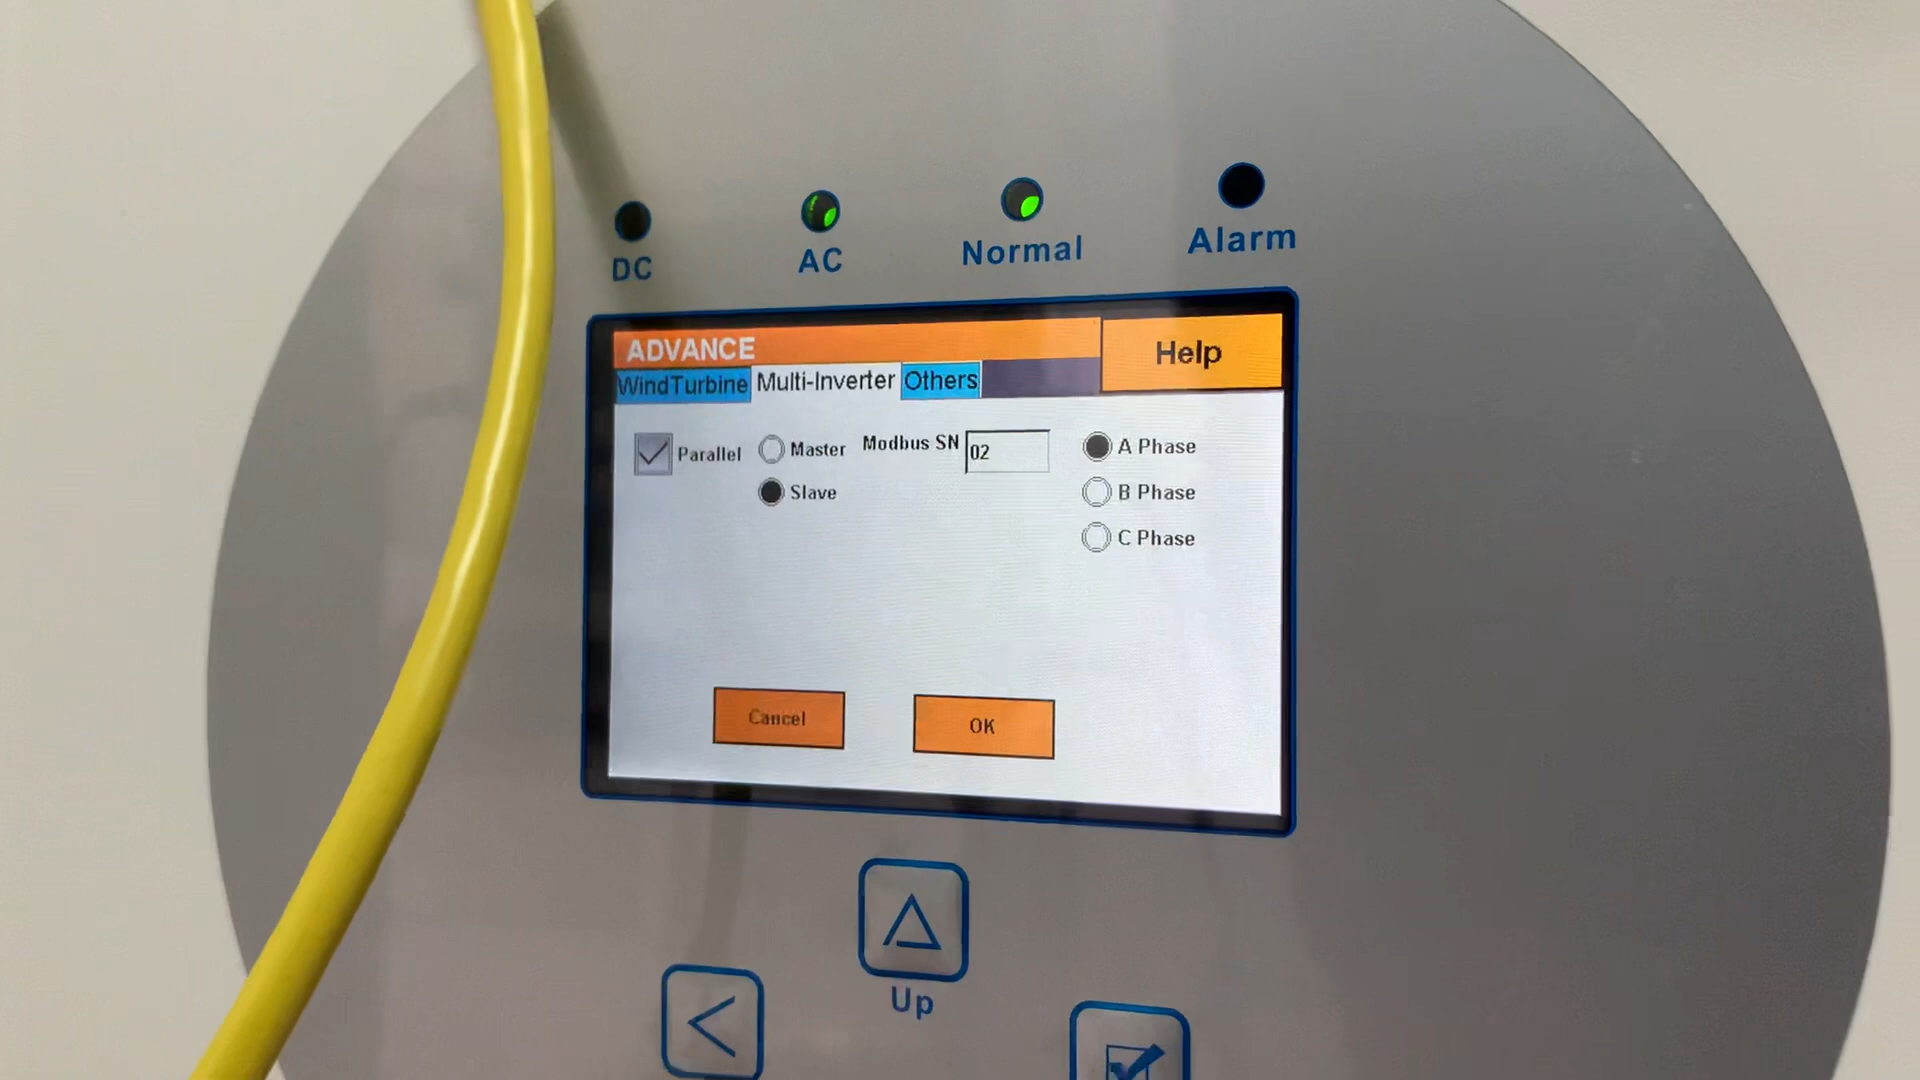 DC AC Normal Alarm
ADVANCE Help
WindTurbine Multi-Inverter Others
Parallel Master Modbus SN 02 A Phase
Slave B Phase
C Phase
Cancel OK
Up